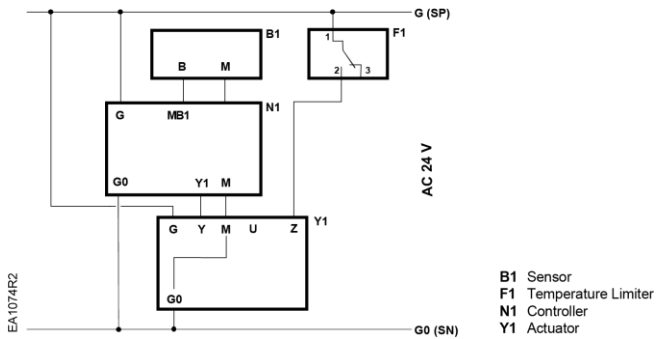 G (SP)
B1
F1
1
B M
2 3
N1
G MB1
AC 24 V
G0 Y1 M
Y1
G Y M U Z
G0
EA1074R2
G0 (SN)
B1 Sensor
F1 Temperature Limiter
N1 Controller
Y1 Actuator